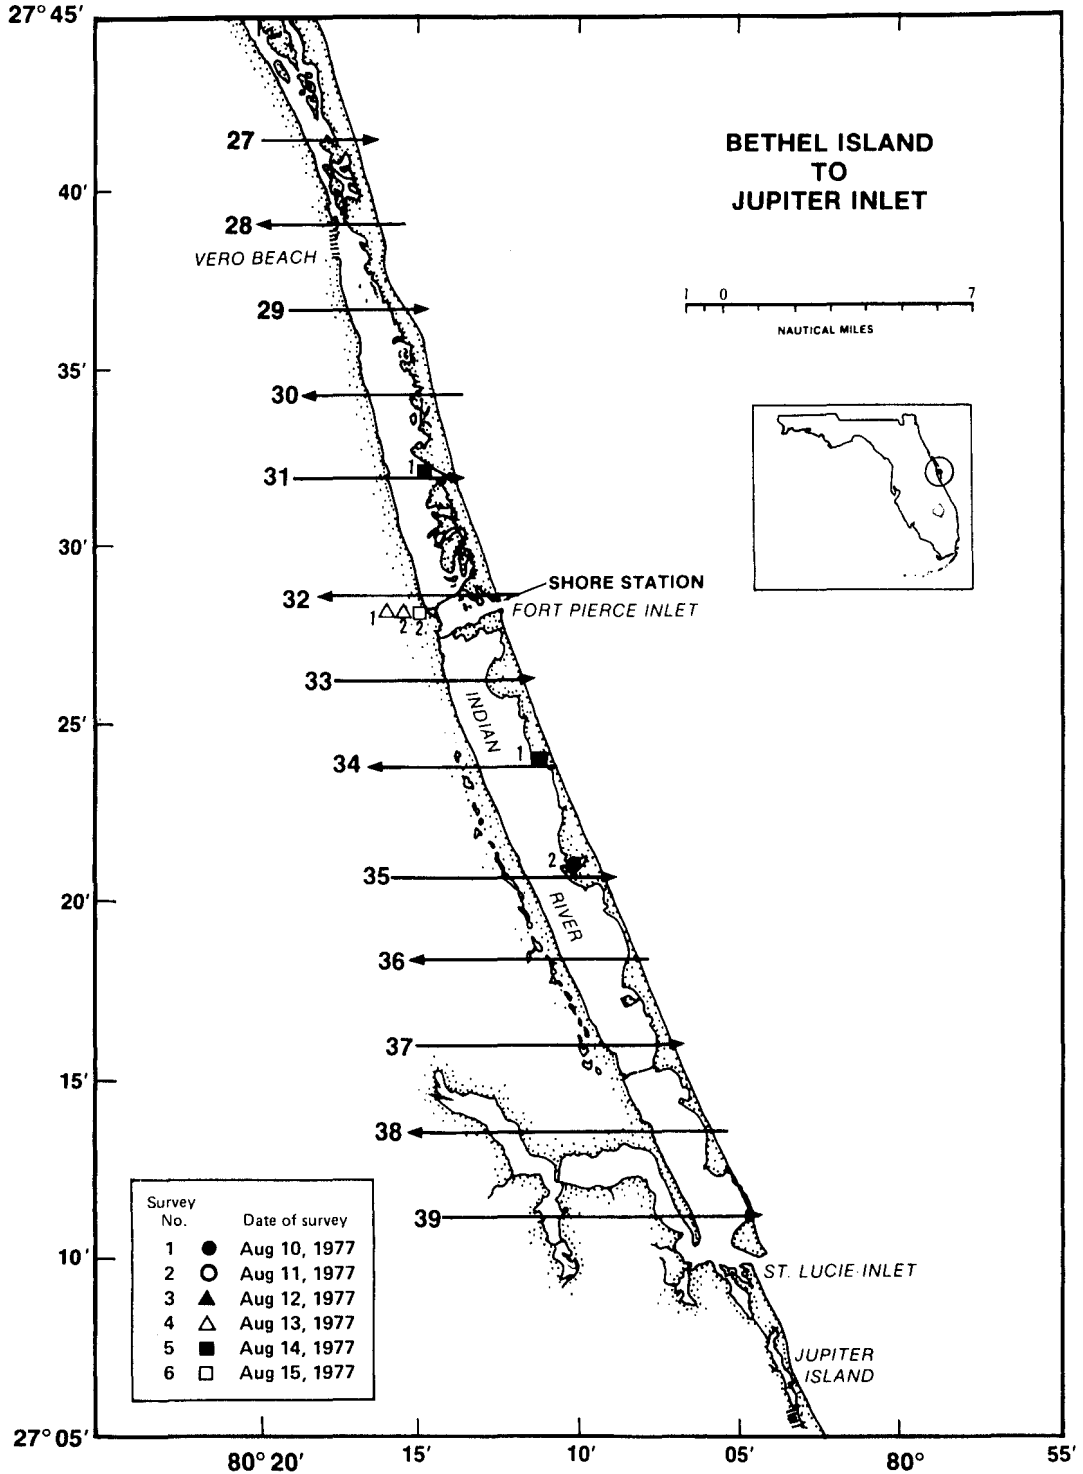 27° 45′
BETHEL ISLAND
TO
JUPITER INLET
27
40′
28
VERO BEACH
29
1 0 7
NAUTICAL MILES
35′
30
1
31
30′
SHORE STATION
32
FORT PIERCE INLET
1 2 2
33
INDIAN
25′
1
34
2
35
20′
RIVER
36
37
15′
38
39
Survey
No. Date of survey
1 Aug 10, 1977
2 Aug 11, 1977
3 Aug 12, 1977
4 Aug 13, 1977
5 Aug 14, 1977
6 Aug 15, 1977
10′
ST. LUCIE INLET
JUPITER
ISLAND
27° 05′
80° 20′ 15′ 10′ 05′ 80° 55′